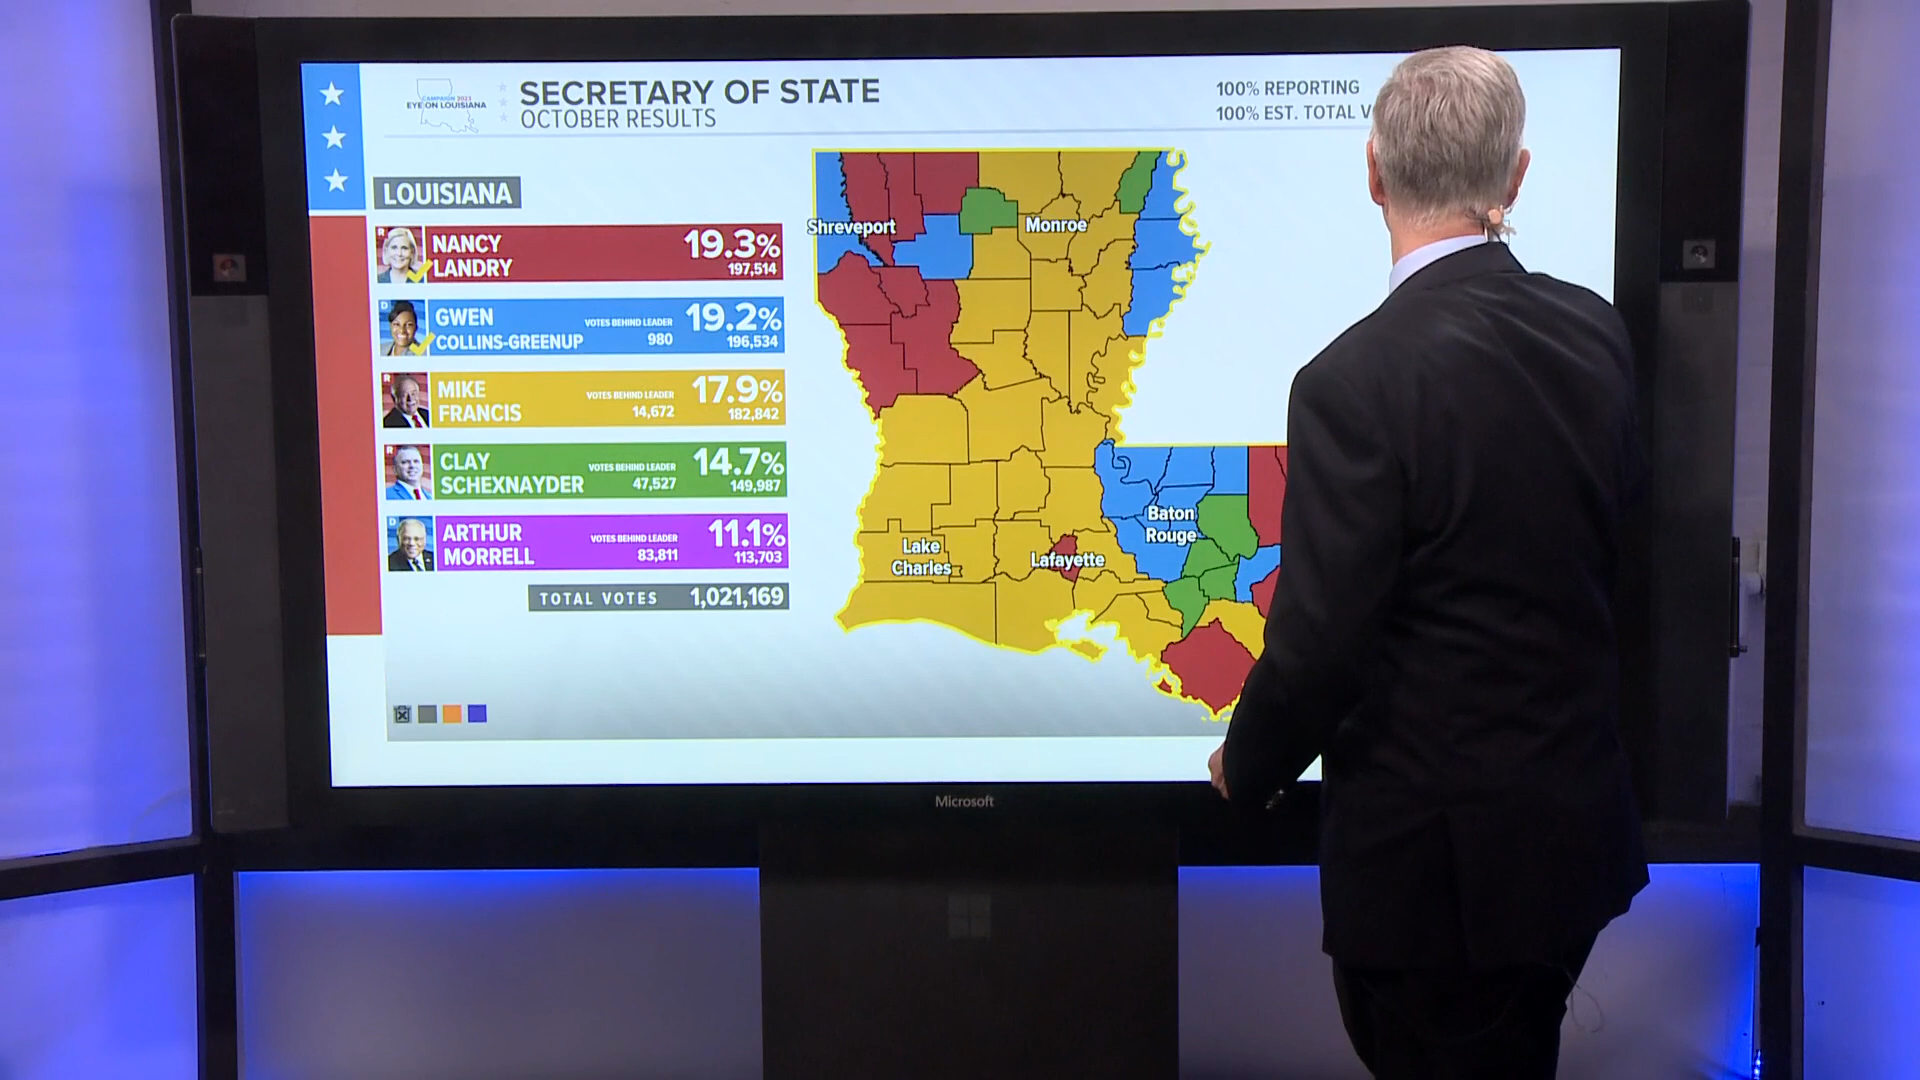 CAMPAIGN 2023
EYE ON LOUISIANA
SECRETARY OF STATE
OCTOBER RESULTS
100% REPORTING
100% EST. TOTAL V
LOUISIANA
R
NANCY
LANDRY
19.3%
197,514
D
GWEN
COLLINS-GREENUP
VOTES BEHIND LEADER
980
19.2%
196,534
R
MIKE
FRANCIS
VOTES BEHIND LEADER
14,672
17.9%
182,842
R
CLAY
SCHEXNAYDER
VOTES BEHIND LEADER
47,527
14.7%
149,987
D
ARTHUR
MORRELL
VOTES BEHIND LEADER
83,811
11.1%
113,703
TOTAL VOTES 1,021,169
Shreveport
Monroe
Baton
Rouge
Lake
Charles
Lafayette
Microsoft